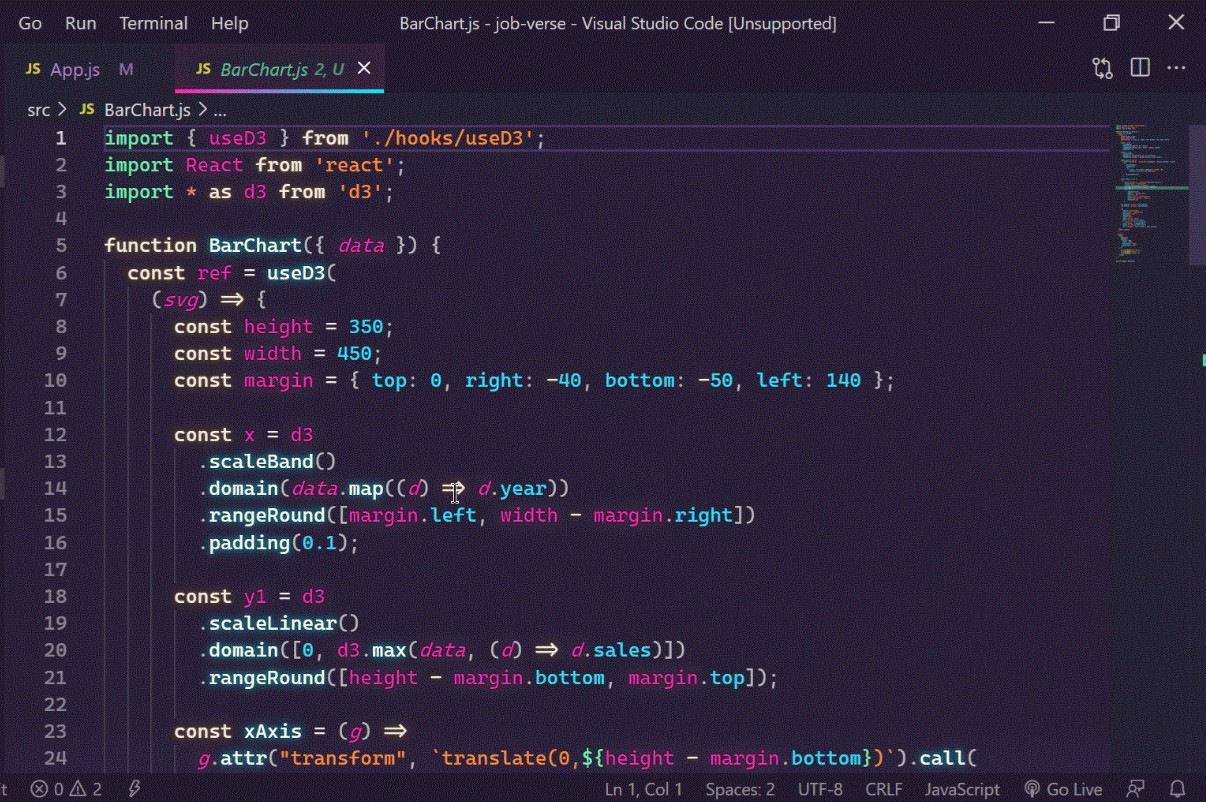 Go Run Terminal Help BarChart.js - job-verse - Visual Studio Code [Unsupported]
JS App.js M JS BarChart.js 2, U
src > JS BarChart.js > ...
1 import { useD3 } from './hooks/useD3';
2 import React from 'react';
3 import * as d3 from 'd3';
4
5 function BarChart({ data }) {
6 const ref = useD3(
7 (svg) => {
8 const height = 350;
9 const width = 450;
10 const margin = { top: 0, right: -40, bottom: -50, left: 140 };
11
12 const x = d3
13 .scaleBand()
14 .domain(data.map((d) => d.year))
15 .rangeRound([margin.left, width - margin.right])
16 .padding(0.1);
17
18 const y1 = d3
19 .scaleLinear()
20 .domain([0, d3.max(data, (d) => d.sales)])
21 .rangeRound([height - margin.bottom, margin.top]);
22
23 const xAxis = (g) =>
24 g.attr("transform", `translate(0,${height - margin.bottom})`).call(
t 0 2 Ln 1, Col 1 Spaces: 2 UTF-8 CRLF JavaScript Go Live